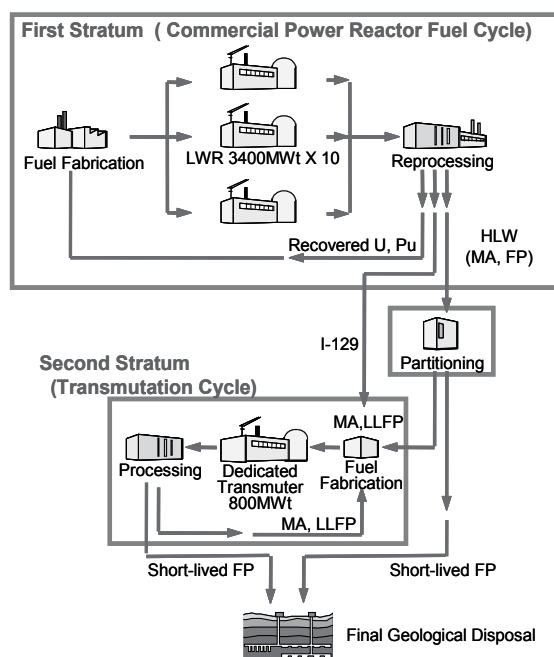 First Stratum ( Commercial Power Reactor Fuel Cycle)
Fuel Fabrication
LWR 3400MWt X 10
Reprocessing
Recovered U, Pu
HLW
(MA, FP)
I-129
Partitioning
Second Stratum
(Transmutation Cycle)
MA,LLFP
Processing
Dedicated
Transmuter
800MWt
Fuel
Fabrication
MA, LLFP
Short-lived FP
Short-lived FP
Final Geological Disposal